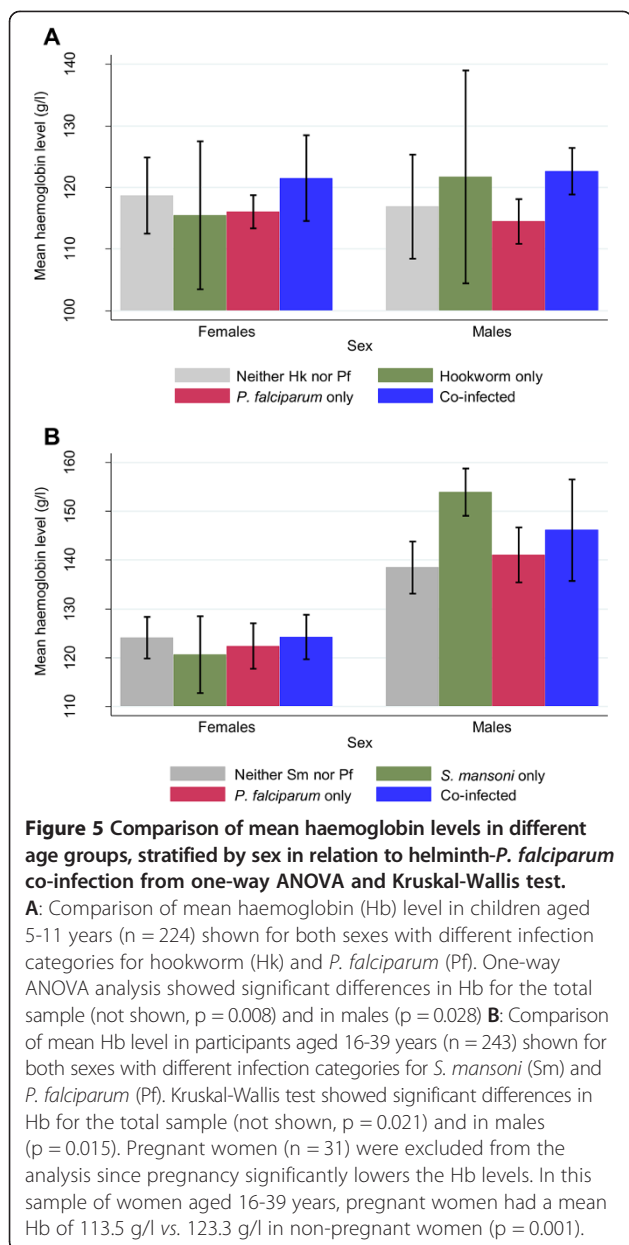 A
Mean haemoglobin level (g/l)
140
130
120
110
100
Females
Males
Sex
Neither Hk nor Pf
Hookworm only
P. falciparum only
Co-infected
B
Mean haemoglobin level (g/l)
160
150
140
130
120
110
Females
Males
Sex
Neither Sm nor Pf
S. mansoni only
P. falciparum only
Co-infected
Figure 5 Comparison of mean haemoglobin levels in different
age groups, stratified by sex in relation to helminth-P. falciparum
co-infection from one-way ANOVA and Kruskal-Wallis test.
A: Comparison of mean haemoglobin (Hb) level in children aged
5-11 years (n = 224) shown for both sexes with different infection
categories for hookworm (Hk) and P. falciparum (Pf). One-way
ANOVA analysis showed significant differences in Hb for the total
sample (not shown, p = 0.008) and in males (p = 0.028) B: Comparison
of mean Hb level in participants aged 16-39 years (n = 243) shown for
both sexes with different infection categories for S. mansoni (Sm) and
P. falciparum (Pf). Kruskal-Wallis test showed significant differences in
Hb for the total sample (not shown, p = 0.021) and in males
(p = 0.015). Pregnant women (n = 31) were excluded from the
analysis since pregnancy significantly lowers the Hb levels. In this
sample of women aged 16-39 years, pregnant women had a mean
Hb of 113.5 g/l vs. 123.3 g/l in non-pregnant women (p = 0.001).